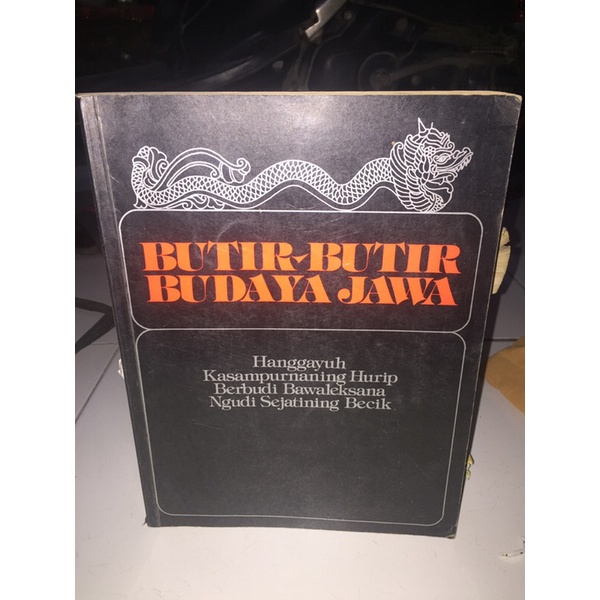 BUTIR-BUTIR
BUDAYA JAWA
Hanggayuh
Kasampurnaning Hurip
Berbudi Bawaleksana
Ngudi Sejatining Becik